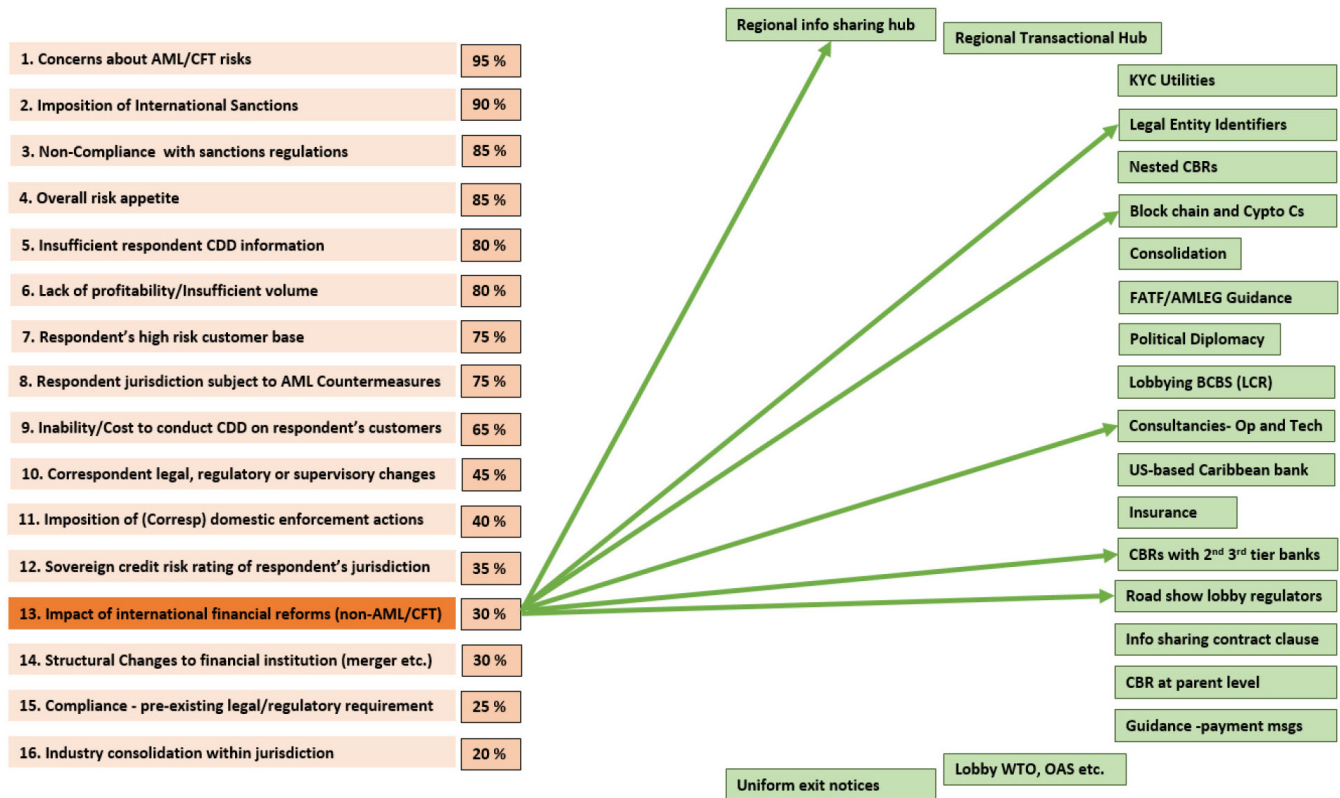 1. Concerns about AML/CFT risks 95 %
2. Imposition of International Sanctions 90 %
3. Non-Compliance with sanctions regulations 85 %
4. Overall risk appetite 85 %
5. Insufficient respondent CDD information 80 %
6. Lack of profitability/Insufficient volume 80 %
7. Respondent's high risk customer base 75 %
8. Respondent jurisdiction subject to AML Countermeasures 75 %
9. Inability/Cost to conduct CDD on respondent's customers 65 %
10. Correspondent legal, regulatory or supervisory changes 45 %
11. Imposition of (Corresp) domestic enforcement actions 40 %
12. Sovereign credit risk rating of respondent's jurisdiction 35 %
13. Impact of international financial reforms (non-AML/CFT) 30 %
14. Structural Changes to financial institution (merger etc.) 30 %
15. Compliance - pre-existing legal/regulatory requirement 25 %
16. Industry consolidation within jurisdiction 20 %
Regional info sharing hub
Regional Transactional Hub
KYC Utilities
Legal Entity Identifiers
Nested CBRs
Block chain and Cypto Cs
Consolidation
FATF/AMLEG Guidance
Political Diplomacy
Lobbying BCBS (LCR)
Consultancies- Op and Tech
US-based Caribbean bank
Insurance
CBRs with 2nd 3rd tier banks
Road show lobby regulators
Info sharing contract clause
CBR at parent level
Guidance -payment msgs
Lobby WTO, OAS etc.
Uniform exit notices